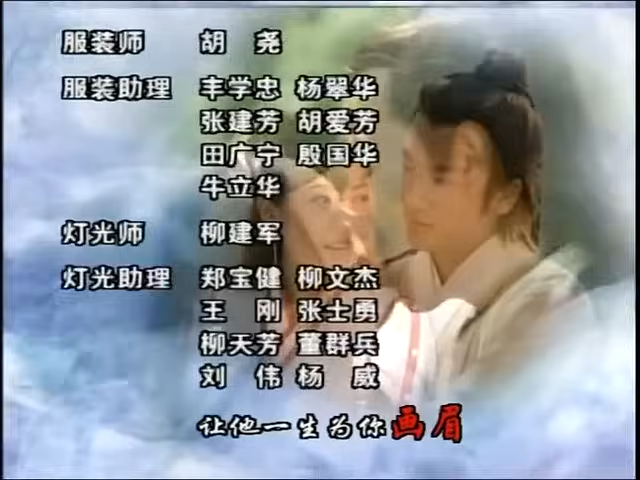 服装师 胡 尧
服装助理 丰学忠 杨翠华
张建芳 胡爱芳
田广宁 殷国华
牛立华
灯光师 柳建军
灯光助理 郑宝健 柳文杰
王 刚 张士勇
柳天芳 董群兵
刘 伟 杨 威
让他一生为你画眉